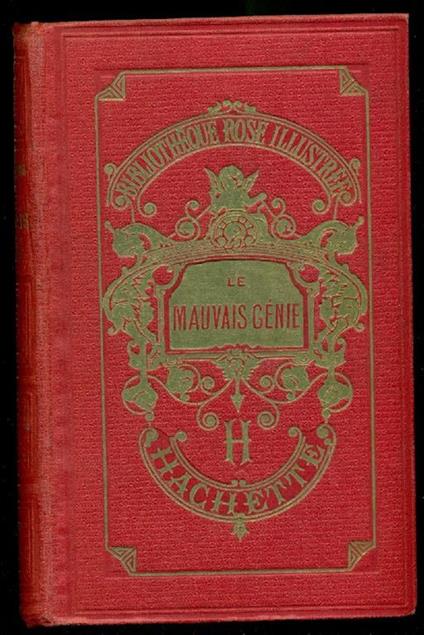 BIBLIOTHÈQUE ROSE ILLUSTRÉE
LE
MAUVAIS GÉNIE
H
HACHETTE